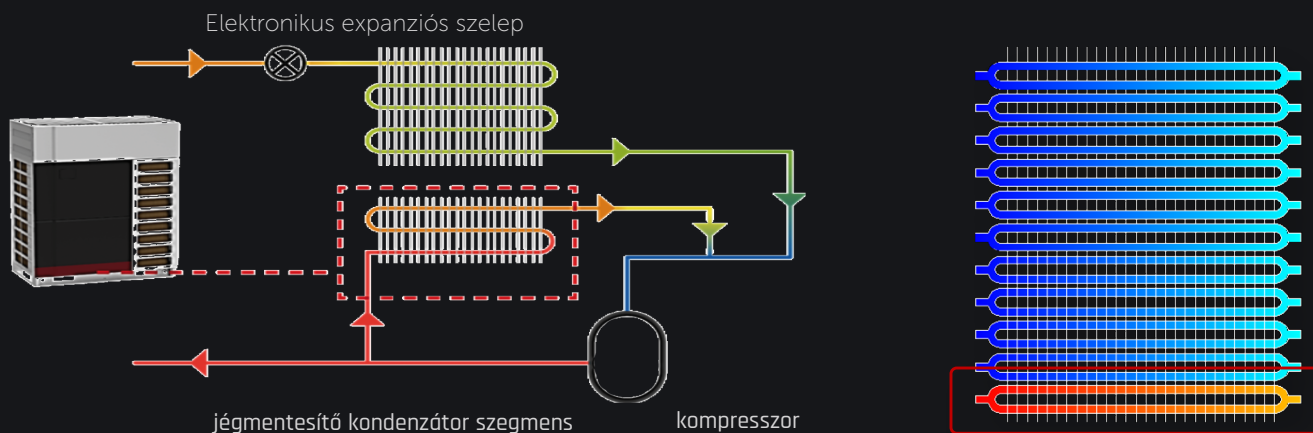 Elektronikus expanziós szelep
jégmentesítő kondenzátor szegmens
kompresszor